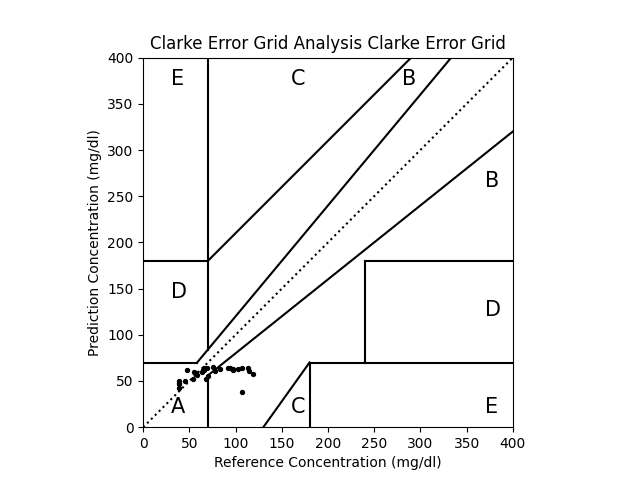 Clarke Error Grid Analysis Clarke Error Grid
400
350
300
250
200
150
100
50
0
Prediction Concentration (mg/dl)
E
C
B
B
D
D
A
C
E
0 50 100 150 200 250 300 350 400
Reference Concentration (mg/dl)